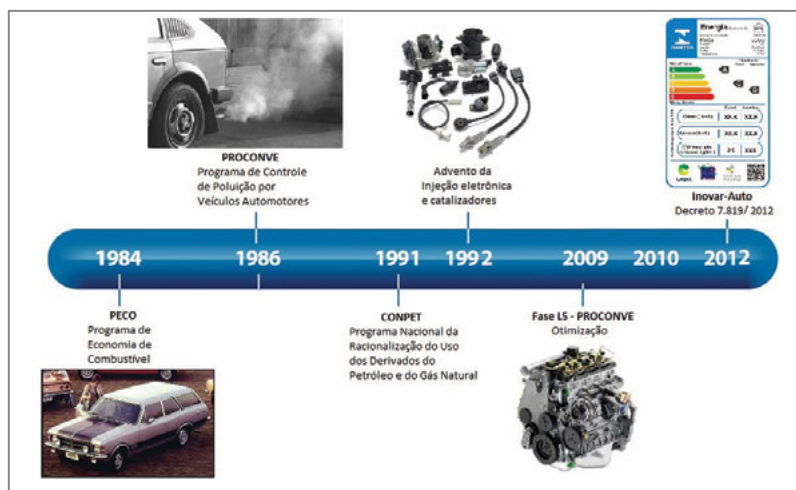 Energia
PROCONVE
Programa de Controle
de Poluição por
Veículos Automotores
Advento da
Injeção eletrônica
e catalizadores
Inovar-Auto
Decreto 7.819/ 2012
1984 1986 1991 1992 2009 2010 2012
PECO
Programa de
Economia de
Combustível
CONPET
Programa Nacional da
Racionalização do Uso
dos Derivados do
Petróleo e do Gás Natural
Fase L5 - PROCONVE
Otimização